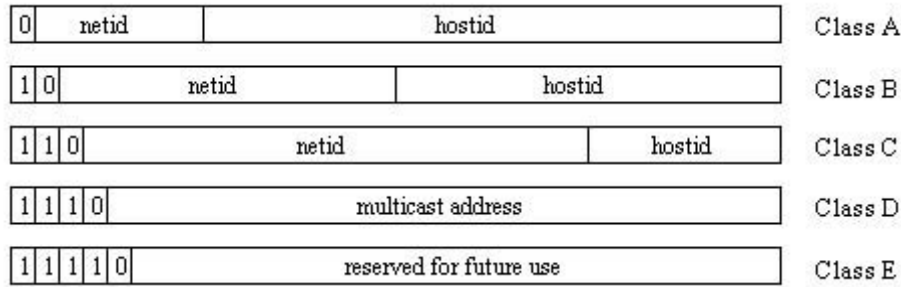 0 netid hostid Class A
1 0 netid hostid Class B
1 1 0 netid hostid Class C
1 1 1 0 multicast address Class D
1 1 1 1 0 reserved for future use Class E